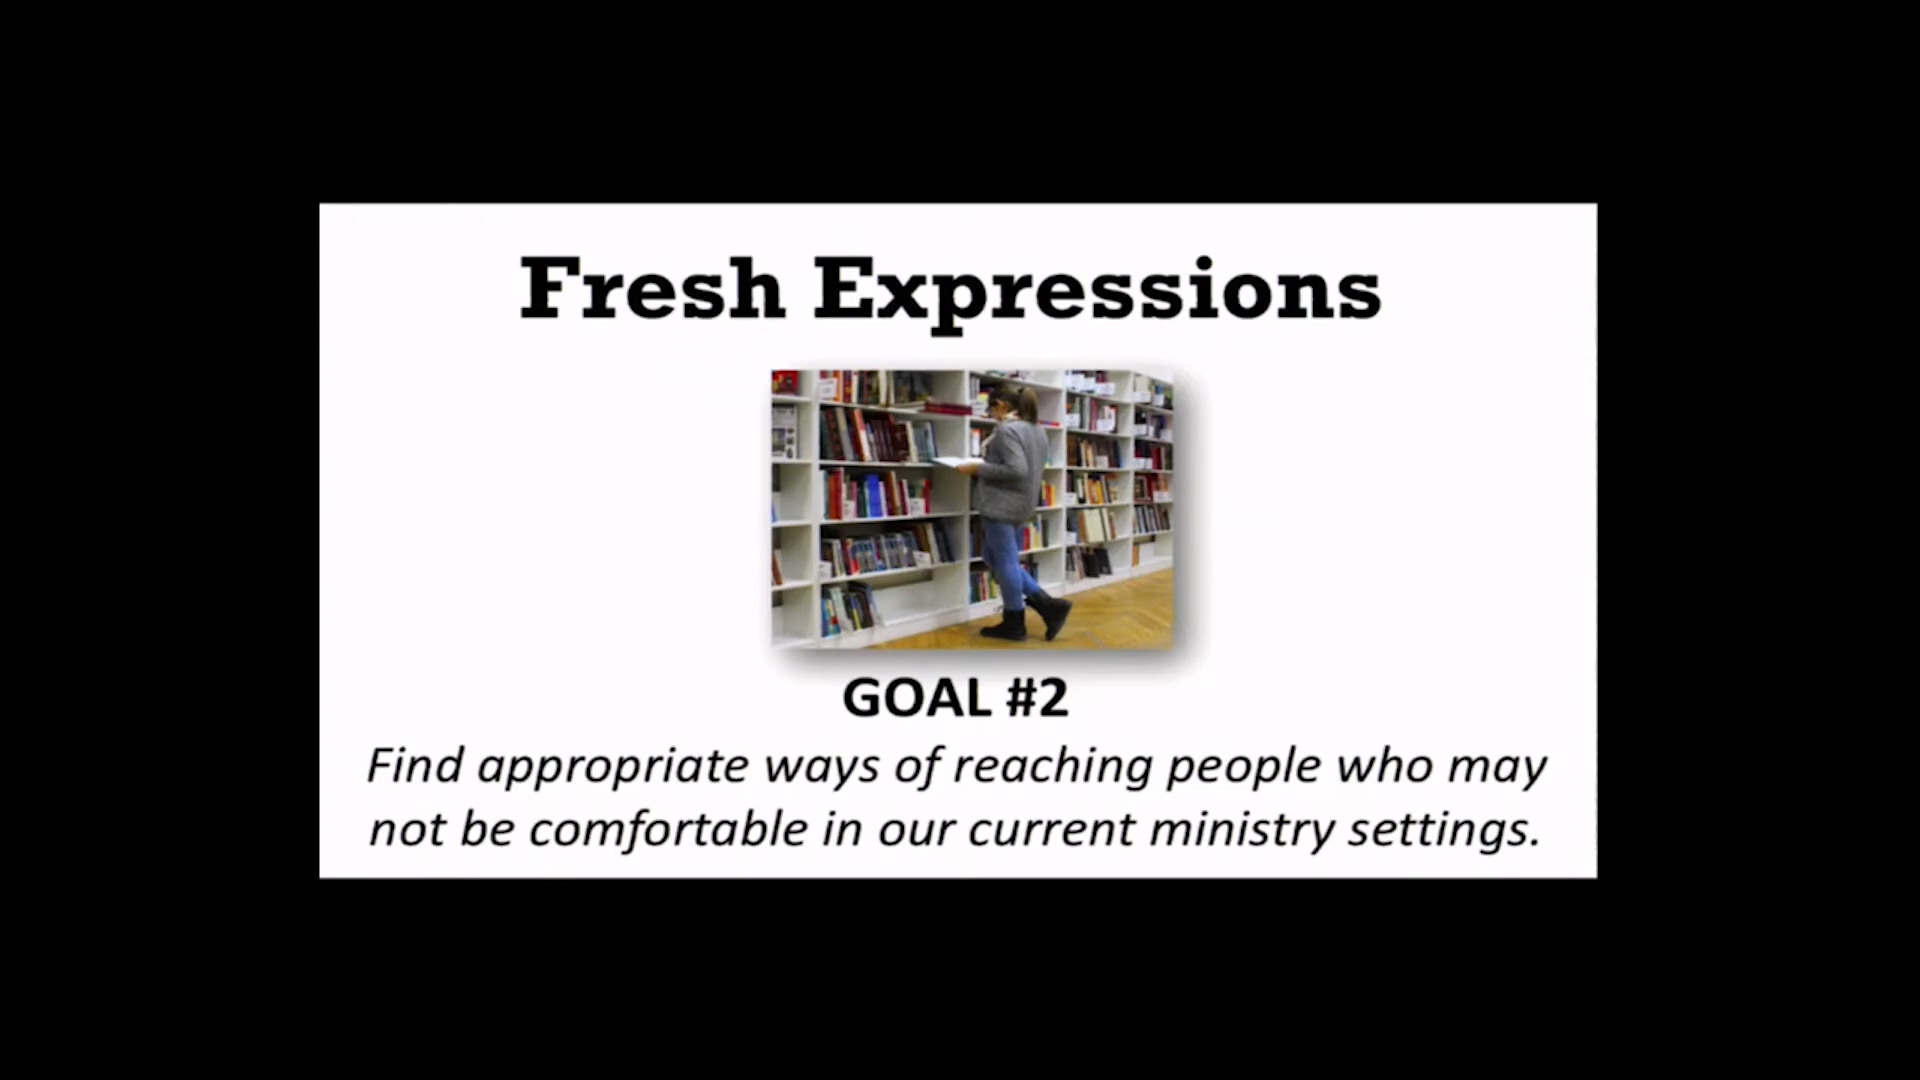 Fresh Expressions
GOAL #2
Find appropriate ways of reaching people who may
not be comfortable in our current ministry settings.